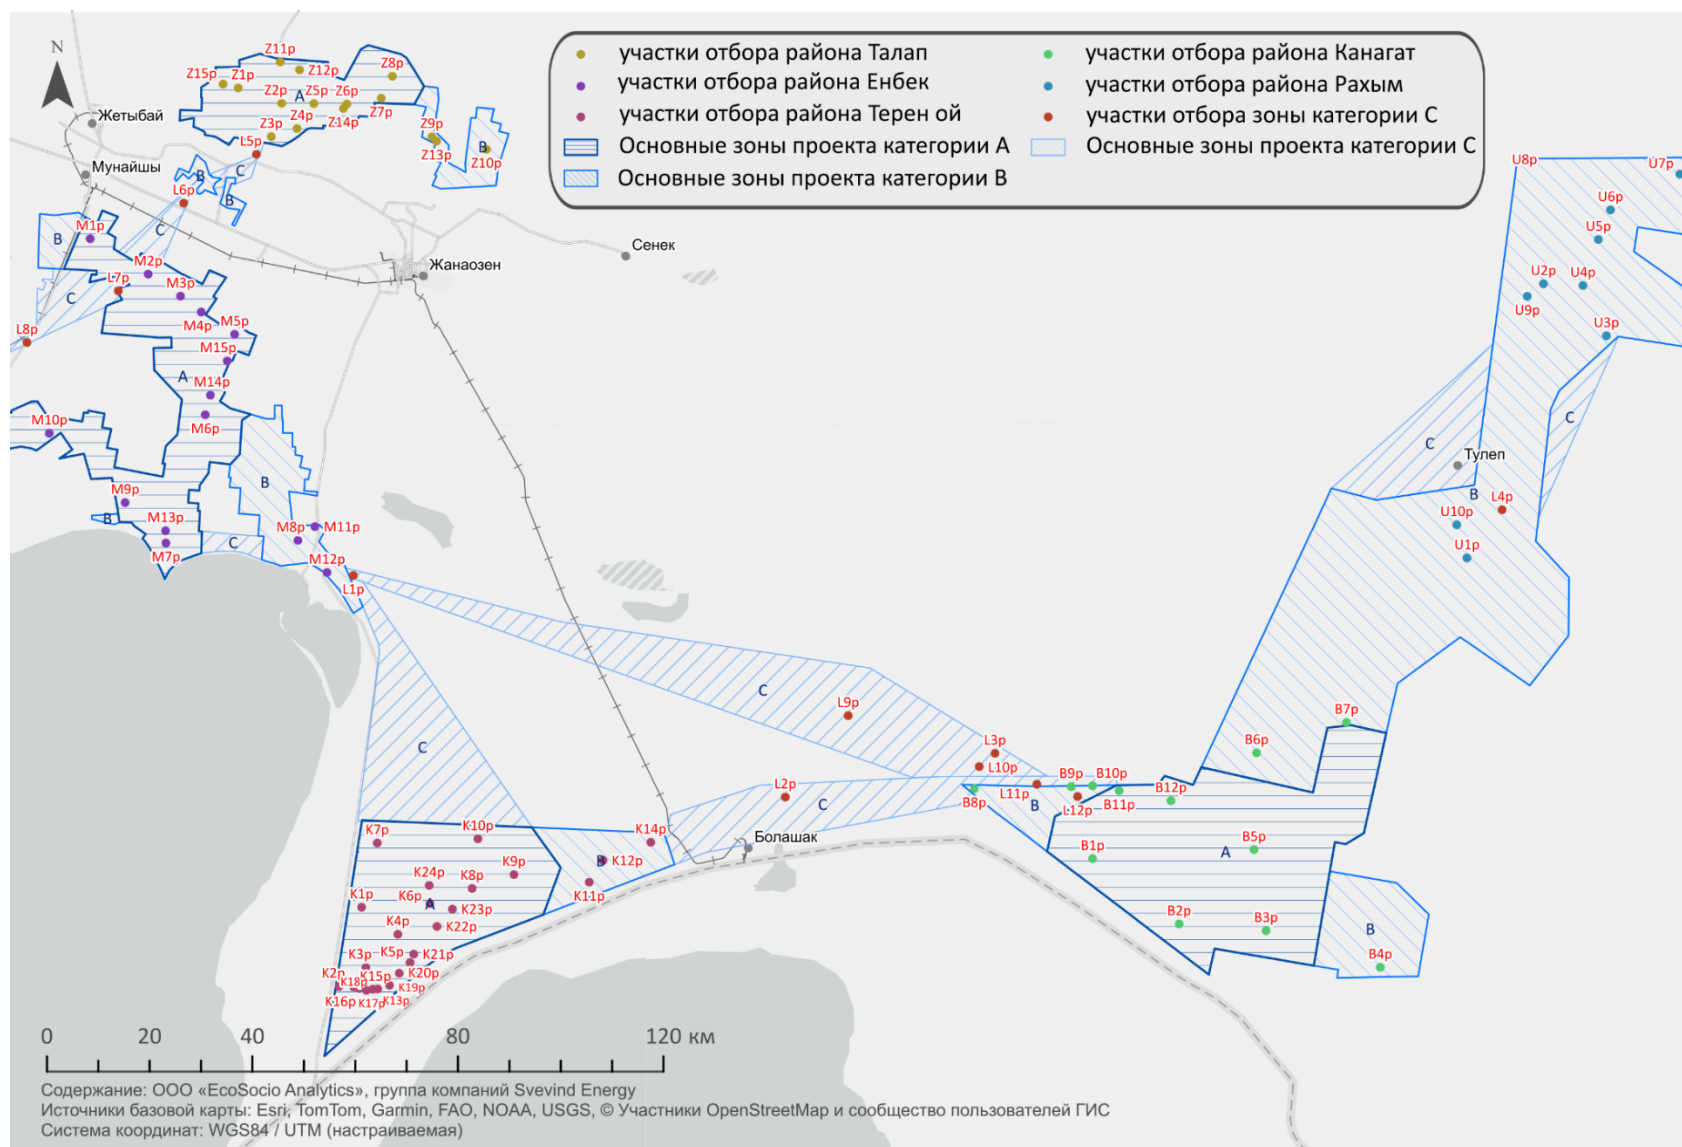 N
участки отбора района Талап
участки отбора района Канагат
участки отбора района Енбек
участки отбора района Рахым
участки отбора района Терен ой
участки отбора зоны категории C
Основные зоны проекта категории A
Основные зоны проекта категории C
Основные зоны проекта категории B
Z11p
Z12p
Z8p
Z15p
Z1p
Z2p
A
Z5p
Z6p
Z7p
Z3p
Z4p
Z14p
Z9p
Z13p
B
Z10p
Жетыбай
Мунайшы
L5p
B
C
B
L6p
C
M1p
B
M2p
L7p
C
M3p
M4p
M5p
L8p
M15p
A
M14p
M6p
M10p
B
M9p
B
M13p
M7p
C
M8p
M11p
M12p
L1p
Жанаозен
Сенек
U8p
U7p
U6p
U5p
U2p
U4p
U9p
U3p
C
C
Тулеп
B
L4p
U10p
U1p
C
L9p
C
L3p
L10p
L2p
C
L11p
B8p
B
B9p
B10p
L12p
B11p
B12p
B6p
B7p
B1p
B5p
A
B2p
B3p
B
B4p
Болашак
K7p
K10p
K14p
B
K12p
K11p
K9p
K24p
K8p
K6p
A
K1p
K23p
K4p
K22p
K3p
K5p
K21p
K2p
K18p
K15p
K20p
K19p
K16p
K17p
K13p
0 20 40 80 120 км
Содержание: ООО «EcoSocio Analytics», группа компаний Svevind Energy
Источники базовой карты: Esri, TomTom, Garmin, FAO, NOAA, USGS, © Участники OpenStreetMap и сообщество пользователей ГИС
Система координат: WGS84 / UTM (настраиваемая)